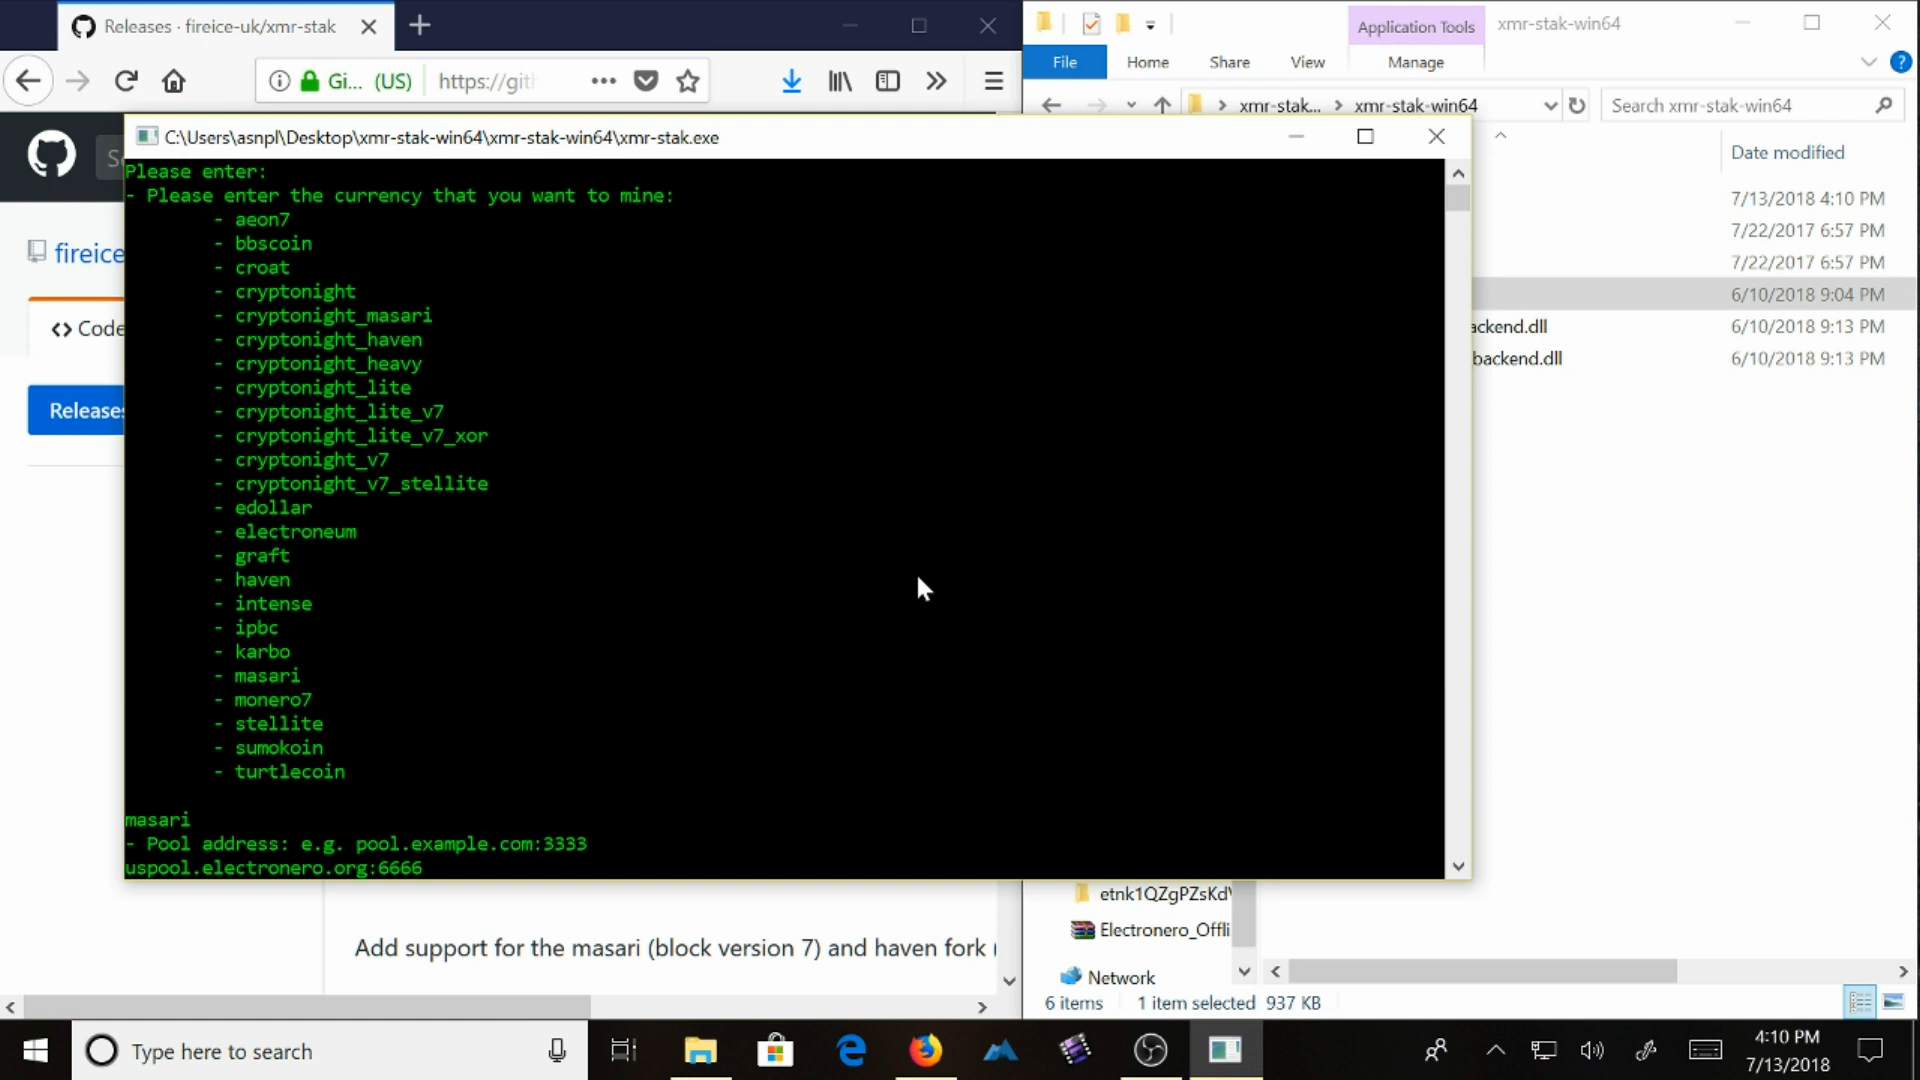 Releases · fireice-uk/xmr-stak
Gi... (US) https://git
fireice
Code
Releases
Add support for the masari (block version 7) and haven fork
C:\Users\asnpl\Desktop\xmr-stak-win64\xmr-stak-win64\xmr-stak.exe
Please enter:
- Please enter the currency that you want to mine:
- aeon7
- bbscoin
- croat
- cryptonight
- cryptonight_masari
- cryptonight_haven
- cryptonight_heavy
- cryptonight_lite
- cryptonight_lite_v7
- cryptonight_lite_v7_xor
- cryptonight_v7
- cryptonight_v7_stellite
- edollar
- electroneum
- graft
- haven
- intense
- ipbc
- karbo
- masari
- monero7
- stellite
- sumokoin
- turtlecoin
masari
- Pool address: e.g. pool.example.com:3333
uspool.electronero.org:6666
Application Tools xmr-stak-win64
File Home Share View Manage
xmr-stak... xmr-stak-win64 Search xmr-stak-win64
Date modified
7/13/2018 4:10 PM
7/22/2017 6:57 PM
7/22/2017 6:57 PM
6/10/2018 9:04 PM
ackend.dll 6/10/2018 9:13 PM
backend.dll 6/10/2018 9:13 PM
etnk1QZgPZsKd
Electronero_Offli
Network
6 items 1 item selected 937 KB
Type here to search
4:10 PM
7/13/2018